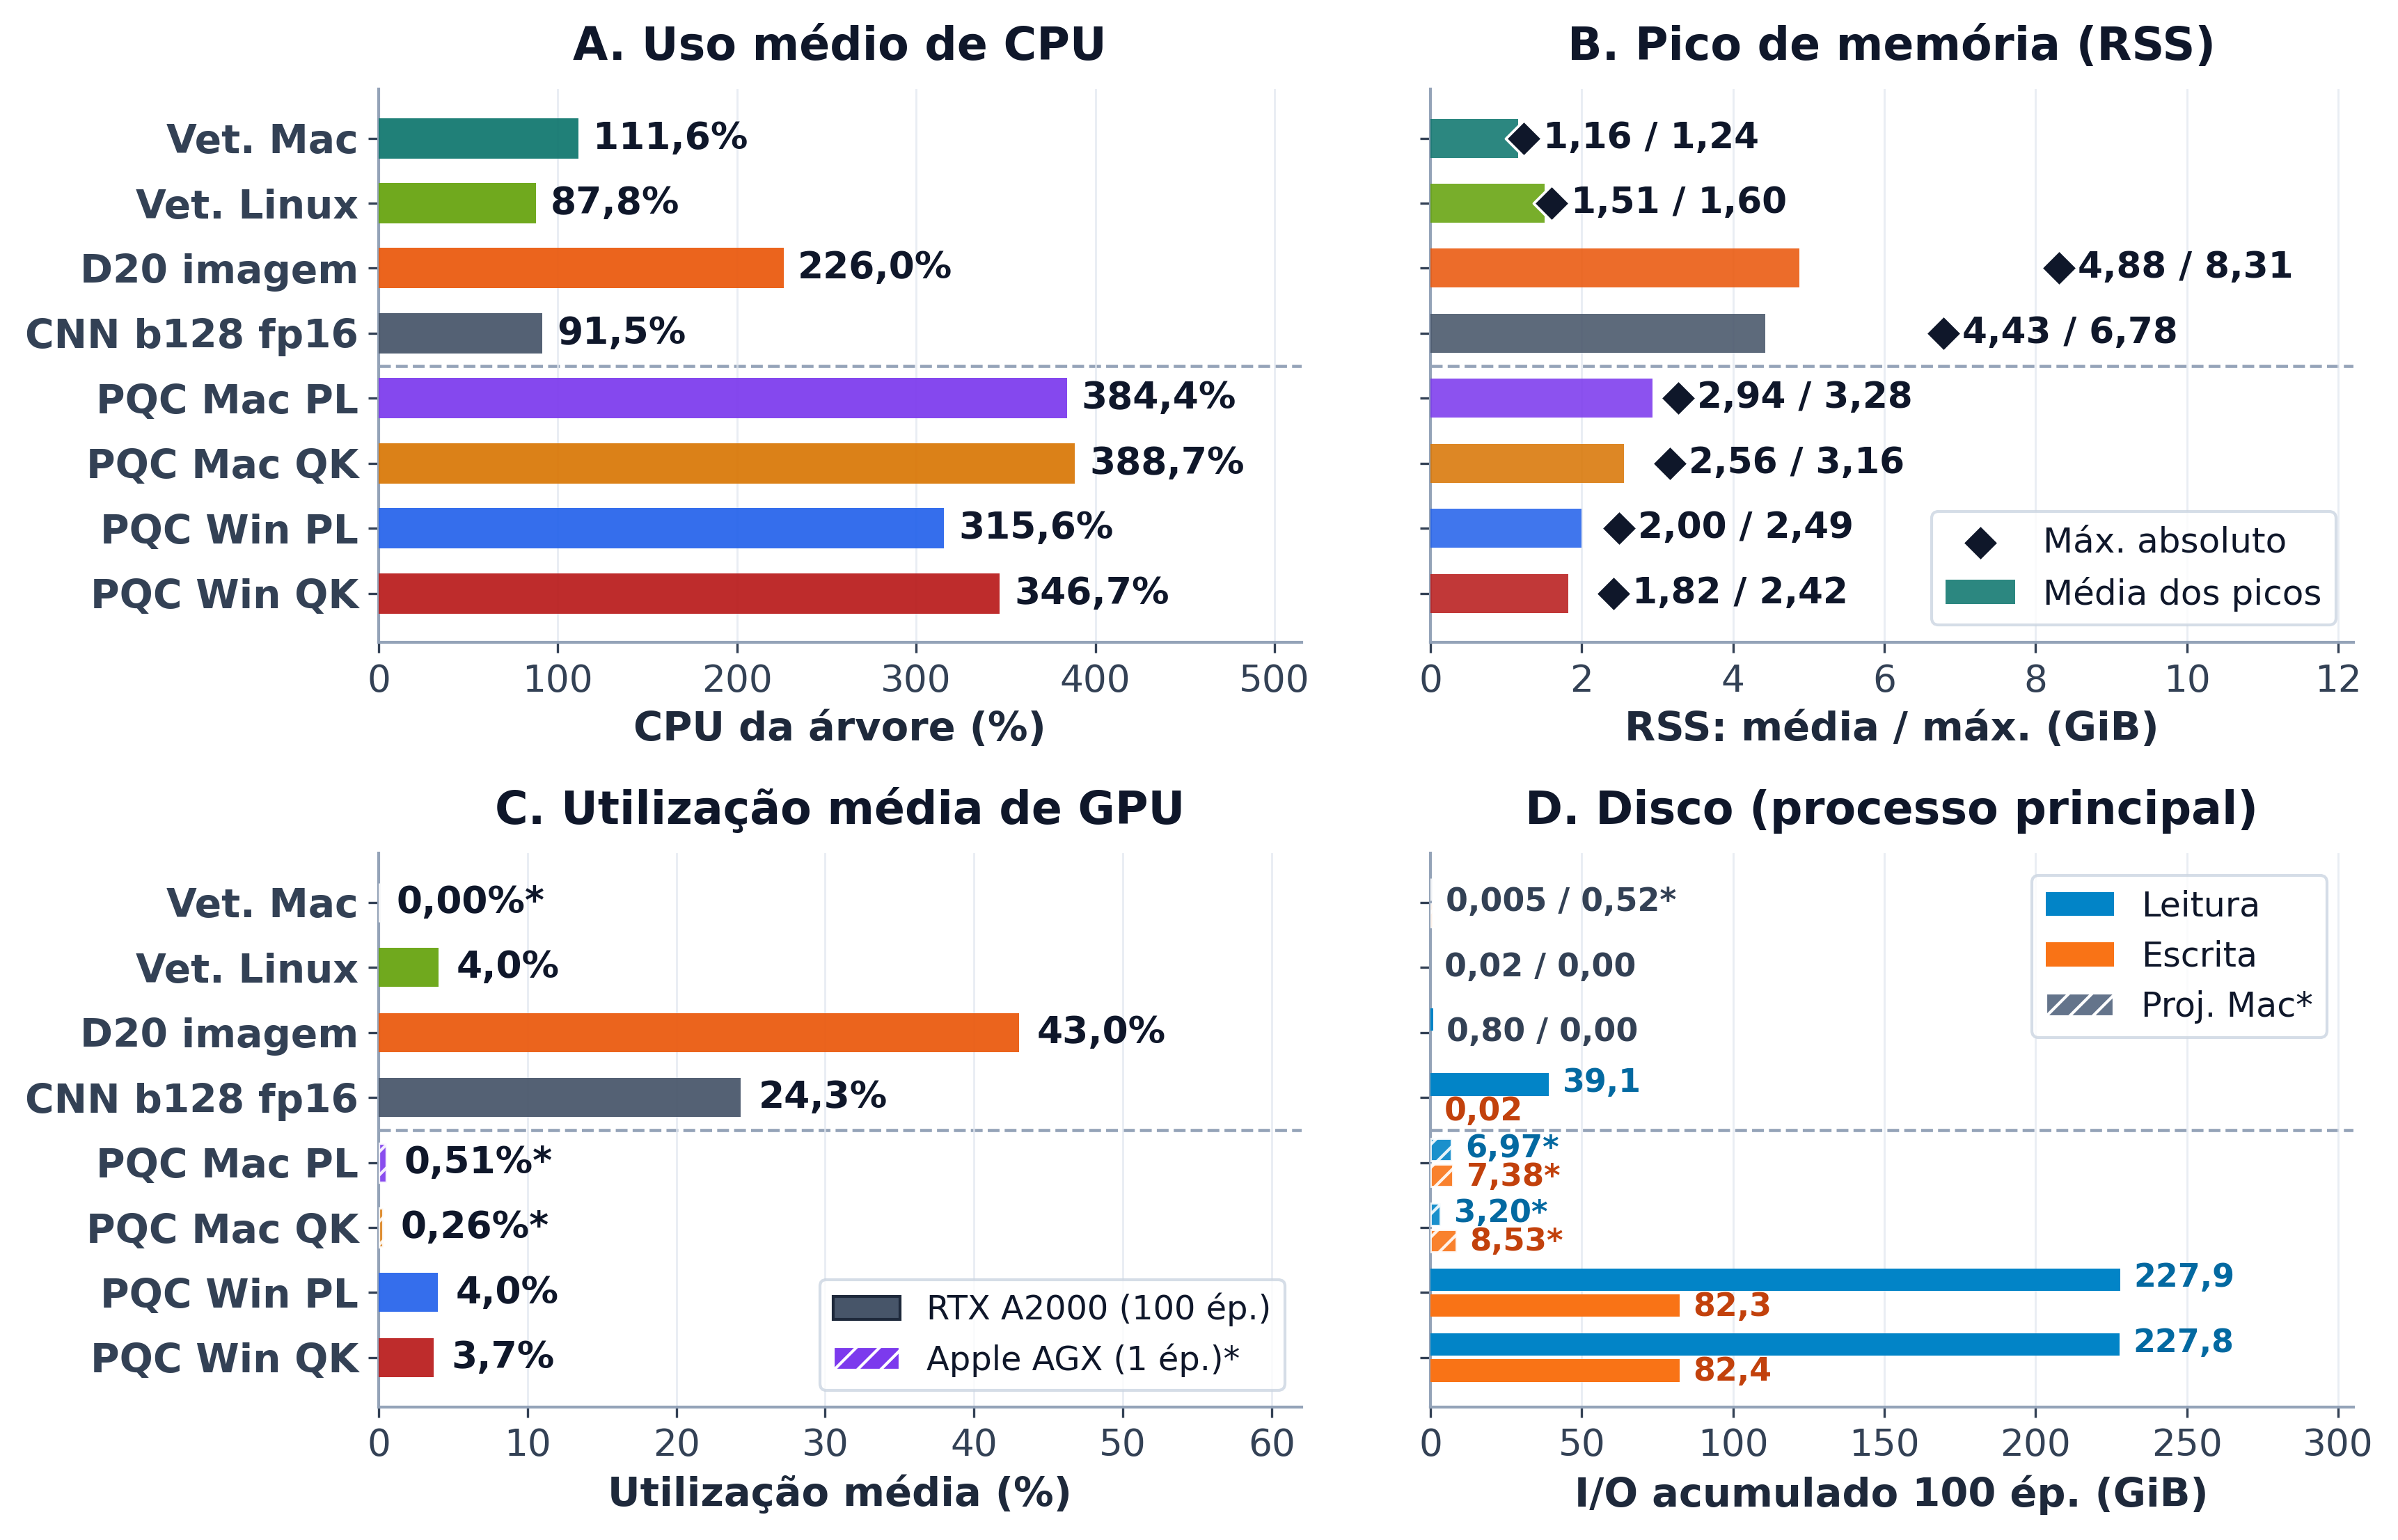 A. Uso médio de CPU
Vet. Mac
111,6%
Vet. Linux
87,8%
D20 imagem
226,0%
CNN b128 fp16
91,5%
PQC Mac PL
384,4%
PQC Mac QK
388,7%
PQC Win PL
315,6%
PQC Win QK
346,7%
0 100 200 300 400 500
CPU da árvore (%)
B. Pico de memória (RSS)
1,16 / 1,24
1,51 / 1,60
4,88 / 8,31
4,43 / 6,78
2,94 / 3,28
2,56 / 3,16
2,00 / 2,49
1,82 / 2,42
Máx. absoluto
Média dos picos
0 2 4 6 8 10 12
RSS: média / máx. (GiB)
C. Utilização média de GPU
Vet. Mac
0,00%*
Vet. Linux
4,0%
D20 imagem
43,0%
CNN b128 fp16
24,3%
PQC Mac PL
0,51%*
PQC Mac QK
0,26%*
PQC Win PL
4,0%
PQC Win QK
3,7%
RTX A2000 (100 ép.)
Apple AGX (1 ép.)*
0 10 20 30 40 50 60
Utilização média (%)
D. Disco (processo principal)
0,005 / 0,52*
0,02 / 0,00
0,80 / 0,00
39,1
0,02
6,97*
7,38*
3,20*
8,53*
227,9
82,3
227,8
82,4
Leitura
Escrita
Proj. Mac*
0 50 100 150 200 250 300
I/O acumulado 100 ép. (GiB)